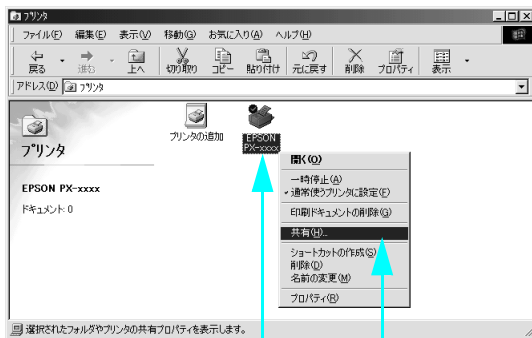 プリンタ
ファイル(F) 編集(E) 表示(V) 移動(G) お気に入り(A) ヘルプ(H)
戻る 進む 上へ 切り取り コピー 貼り付け 元に戻す 削除 プロパティ 表示
アドレス(D) プリンタ
プリンタ
EPSON PX-xxxx
ドキュメント: 0
プリンタの追加
EPSON
PX-xxxx
開く(O)
一時停止(A)
通常使うプリンタに設定(F)
印刷ドキュメントの削除(G)
共有(H)...
ショートカットの作成(S)
削除(D)
名前の変更(M)
プロパティ(R)
選択されたフォルダやプリンタの共有プロパティを表示します。